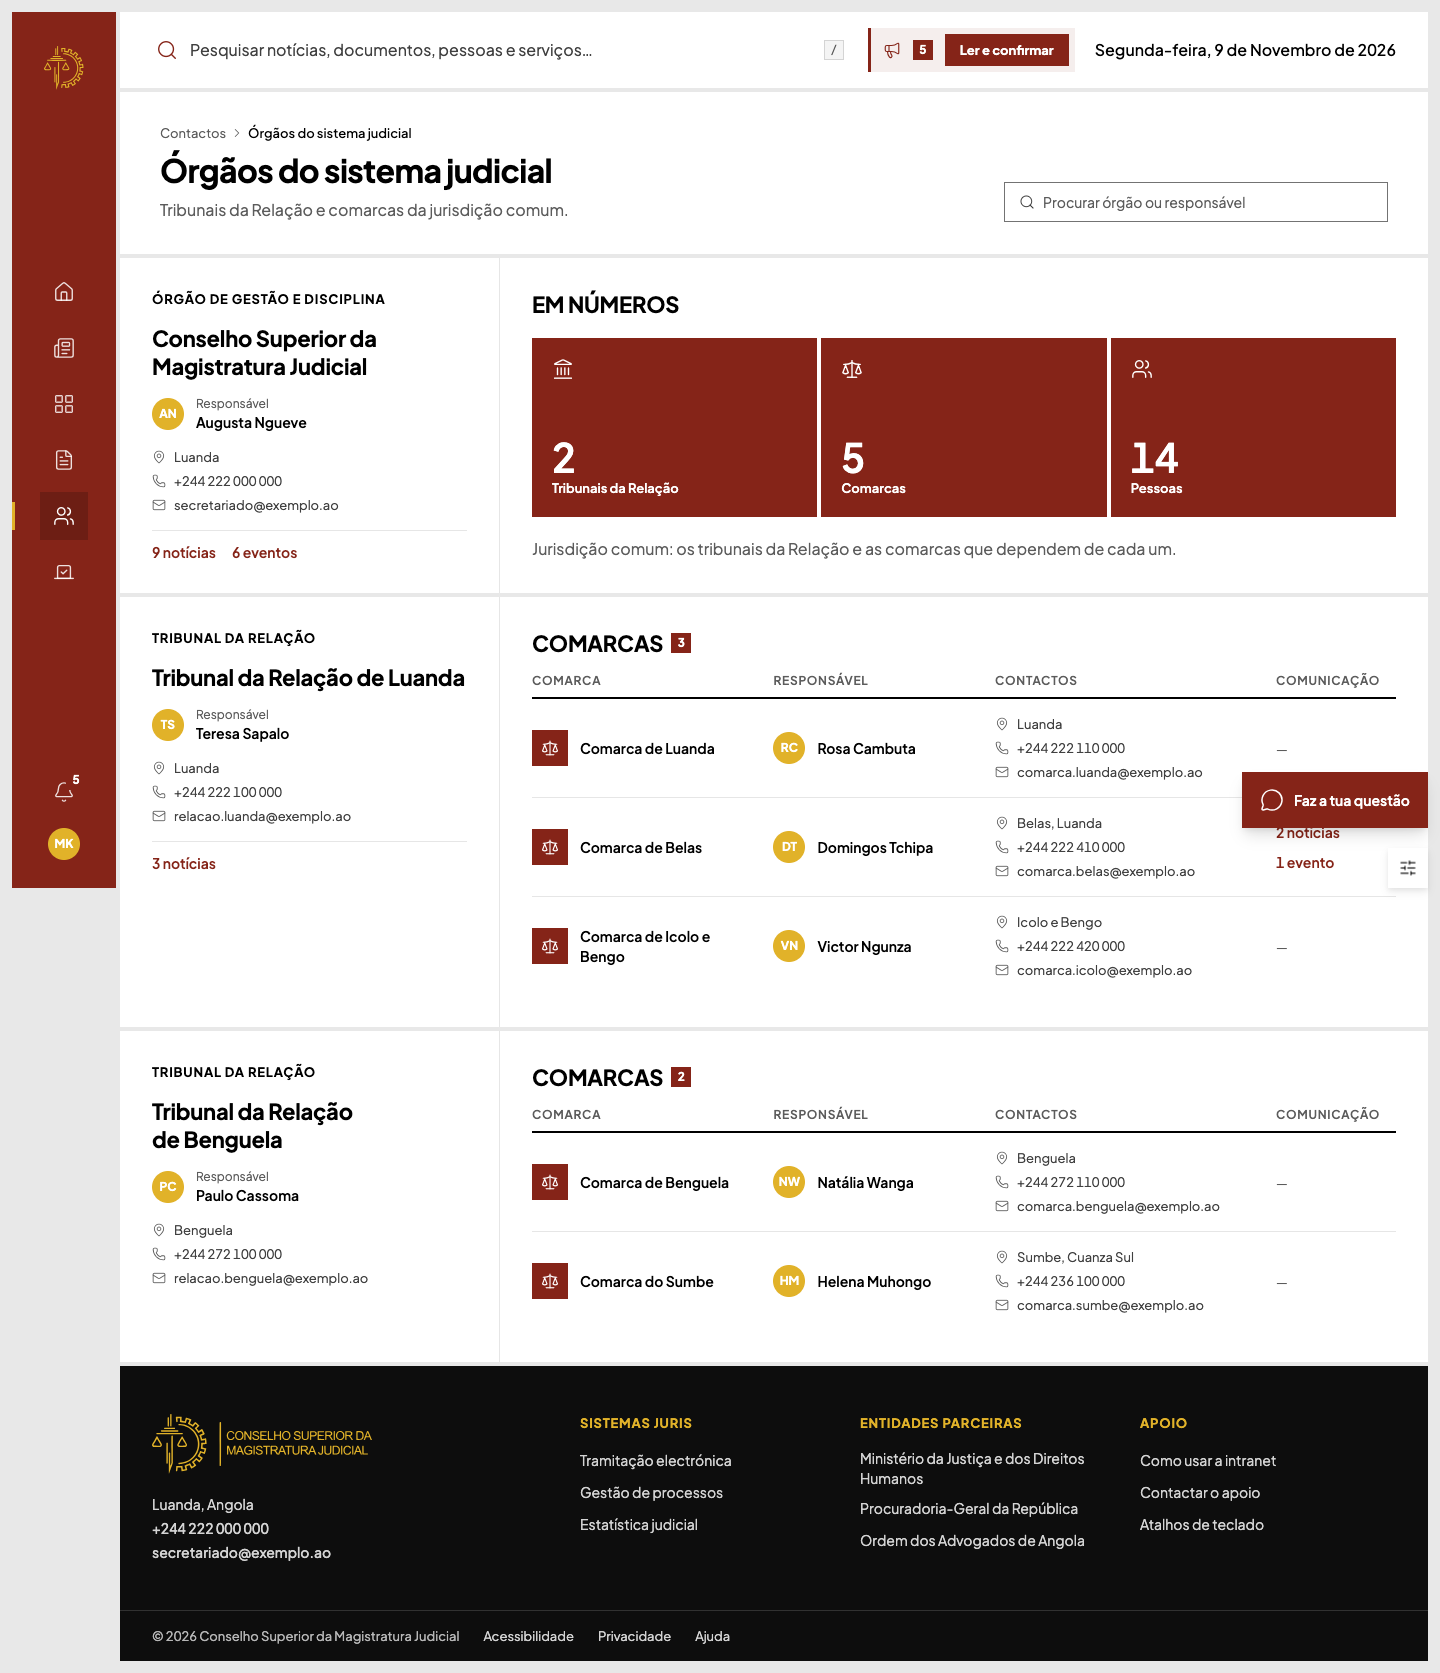 Pesquisar notícias, documentos, pessoas e serviços...
/
5
Ler e confirmar
Segunda-feira, 9 de Novembro de 2026
Contactos
Órgãos do sistema judicial
Órgãos do sistema judicial
Tribunais da Relação e comarcas da jurisdição comum.
Procurar órgão ou responsável
ÓRGÃO DE GESTÃO E DISCIPLINA
Conselho Superior da
Magistratura Judicial
AN
Responsável
Augusta Ngueve
Luanda
+244 222 000 000
secretariado@exemplo.ao
9 notícias
6 eventos
EM NÚMEROS
2
Tribunais da Relação
5
Comarcas
14
Pessoas
Jurisdição comum: os tribunais da Relação e as comarcas que dependem de cada um.
TRIBUNAL DA RELAÇÃO
Tribunal da Relação de Luanda
TS
Responsável
Teresa Sapalo
Luanda
+244 222 100 000
relacao.luanda@exemplo.ao
3 notícias
5
MK
COMARCAS
3
COMARCA
RESPONSÁVEL
CONTACTOS
COMUNICAÇÃO
Comarca de Luanda
RC
Rosa Cambuta
Luanda
+244 222 110 000
comarca.luanda@exemplo.ao
—
Faz a tua questão
Comarca de Belas
DT
Domingos Tchipa
Belas, Luanda
+244 222 410 000
comarca.belas@exemplo.ao
2 notícias
1 evento
Comarca de Icolo e
Bengo
VN
Victor Ngunza
Icolo e Bengo
+244 222 420 000
comarca.icolo@exemplo.ao
—
TRIBUNAL DA RELAÇÃO
Tribunal da Relação
de Benguela
PC
Responsável
Paulo Cassoma
Benguela
+244 272 100 000
relacao.benguela@exemplo.ao
COMARCAS
2
COMARCA
RESPONSÁVEL
CONTACTOS
COMUNICAÇÃO
Comarca de Benguela
NW
Natália Wanga
Benguela
+244 272 110 000
comarca.benguela@exemplo.ao
—
Comarca do Sumbe
HM
Helena Muhongo
Sumbe, Cuanza Sul
+244 236 100 000
comarca.sumbe@exemplo.ao
—
CONSELHO SUPERIOR DA
MAGISTRATURA JUDICIAL
Luanda, Angola
+244 222 000 000
secretariado@exemplo.ao
SISTEMAS JURIS
Tramitação electrónica
Gestão de processos
Estatística judicial
ENTIDADES PARCEIRAS
Ministério da Justiça e dos Direitos
Humanos
Procuradoria-Geral da República
Ordem dos Advogados de Angola
APOIO
Como usar a intranet
Contactar o apoio
Atalhos de teclado
© 2026 Conselho Superior da Magistratura Judicial
Acessibilidade
Privacidade
Ajuda